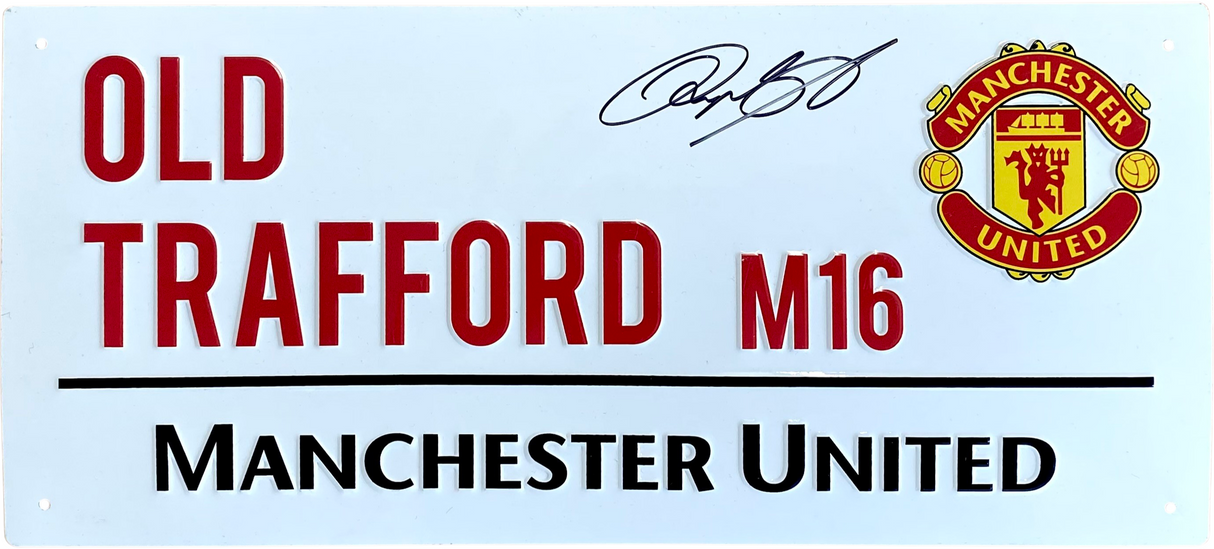 OLD
TRAFFORD M16
MANCHESTER UNITED
MANCHESTER
UNITED